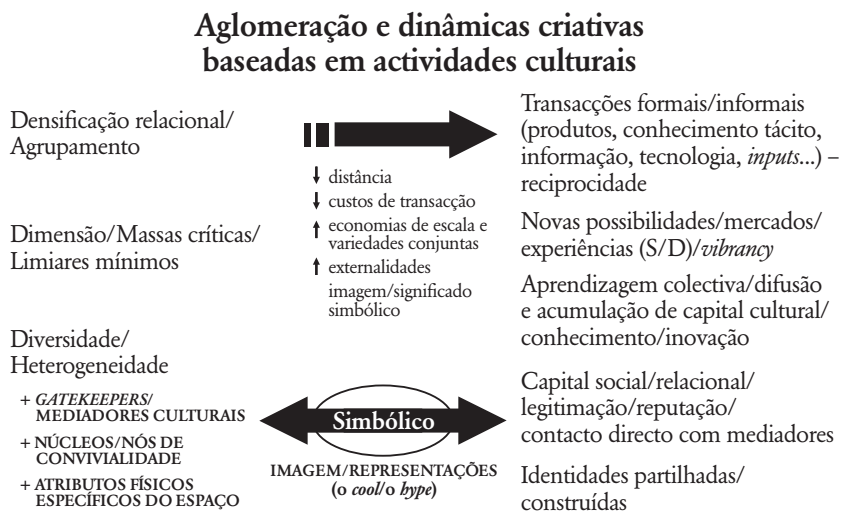 Aglomeração e dinâmicas criativas
baseadas em actividades culturais
Densificação relacional/
Agrupamento
Dimensão/Massas críticas/
Limiares mínimos
Diversidade/
Heterogeneidade
+ GATEKEEPERS/
MEDIADORES CULTURAIS
+ NÚCLEOS/NÓS DE
CONVIVIALIDADE
+ ATRIBUTOS FÍSICOS
ESPECÍFICOS DO ESPAÇO
↓ distância
↓ custos de transacção
↑ economias de escala e
variedades conjuntas
↑ externalidades
imagem/significado
simbólico
Simbólico
IMAGEM/REPRESENTAÇÕES
(o cool/o hype)
Transacções formais/informais
(produtos, conhecimento tácito,
informação, tecnologia, inputs...) –
reciprocidade
Novas possibilidades/mercados/
experiências (S/D)/vibrancy
Aprendizagem colectiva/difusão
e acumulação de capital cultural/
conhecimento/inovação
Capital social/relacional/
legitimação/reputação/
contacto directo com mediadores
Identidades partilhadas/
construídas